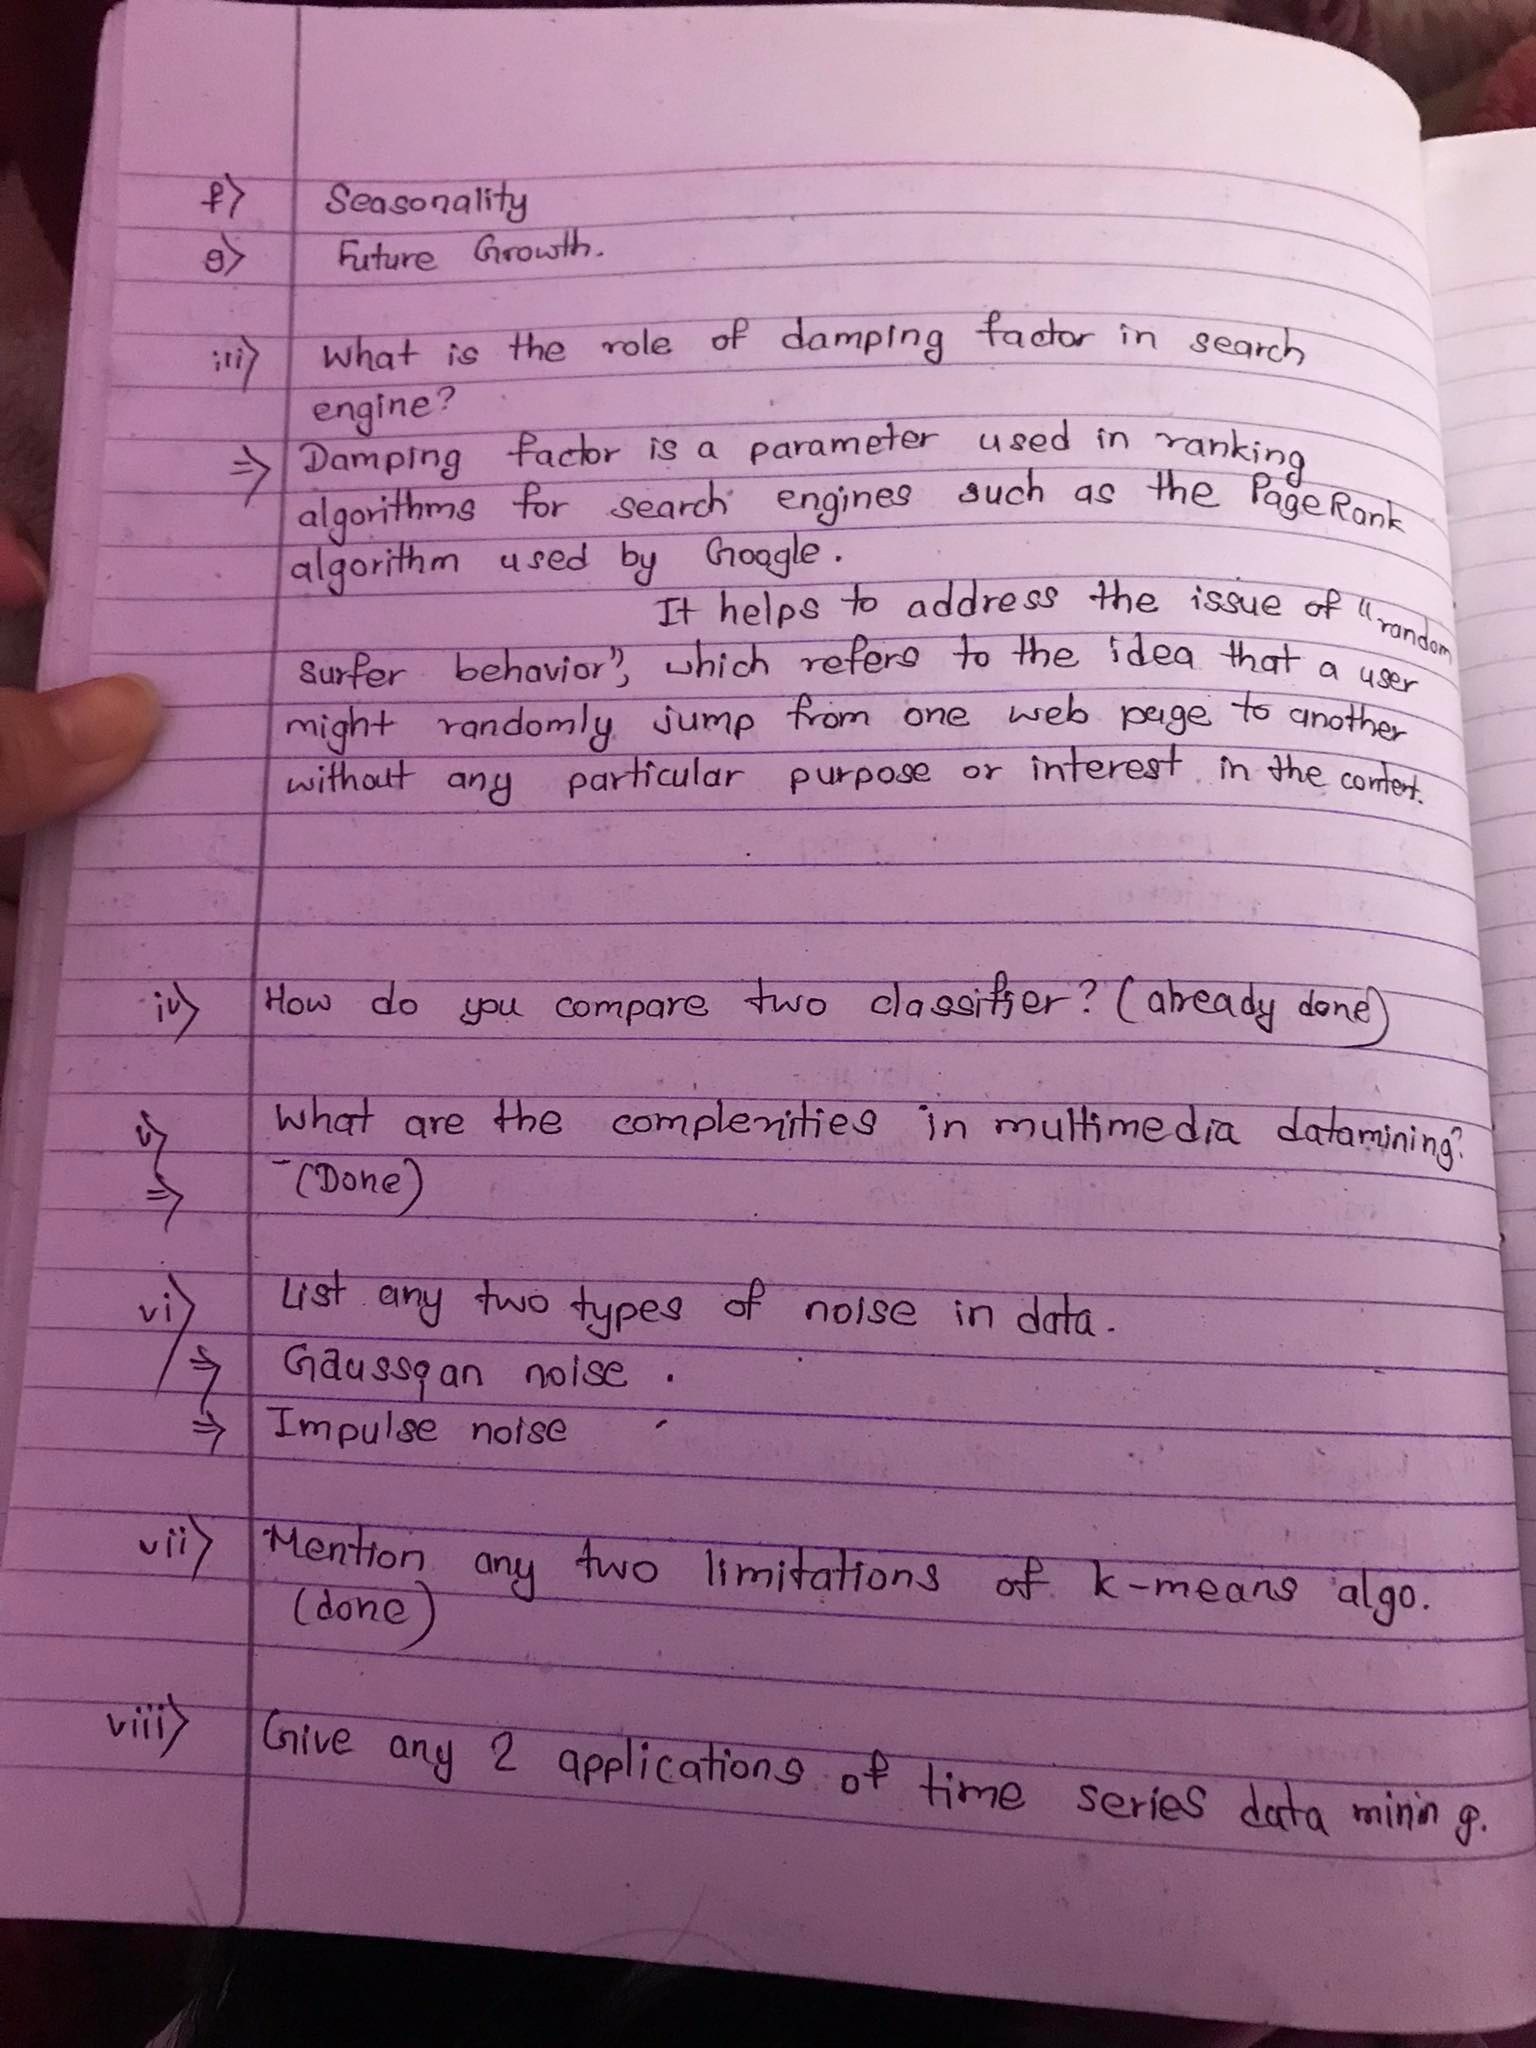 f) Seasonality
g) Future Growth.
iii) What is the role of damping factor in search
engine?
⇒ Damping factor is a parameter used in ranking
algorithms for search engines such as the PageRank
algorithm used by Google.
It helps to address the issue of "random
surfer behavior", which refers to the idea that a user
might randomly jump from one web page to another
without any particular purpose or interest in the content.
iv) How do you compare two classifier? (already done)
v) What are the complexities in multimedia datamining?
⇒ - (Done)
vi) List any two types of noise in data.
⇒ Gaussian noise.
⇒ Impulse noise
vii) Mention any two limitations of k-means algo.
(done)
viii) Give any 2 applications of time series data mining.